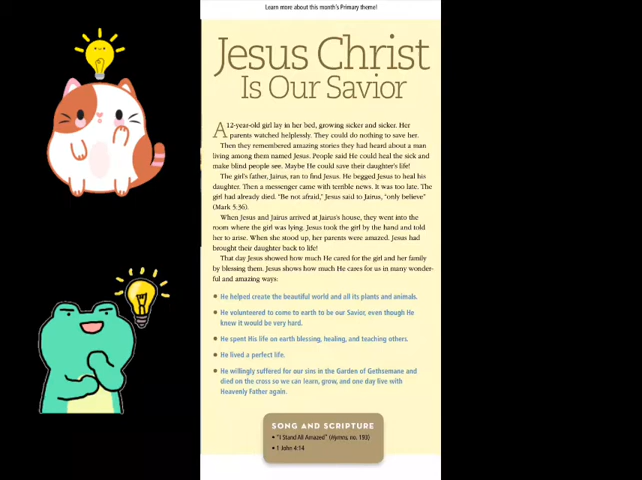 Learn more about this month's Primary theme!
Jesus Christ
Is Our Savior
A 12-year-old girl lay in her bed, growing sicker and sicker. Her
parents watched helplessly. They could do nothing to save her.
Then they remembered amazing stories they had heard about a man
living among them named Jesus. People said He could heal the sick and
make blind people see. Maybe He could save their daughter's life!
The girl's father, Jairus, ran to find Jesus. He begged Jesus to heal his
daughter. Then a messenger came with terrible news. It was too late. The
girl had already died. "Be not afraid," Jesus said to Jairus, "only believe"
(Mark 5:36).
When Jesus and Jairus arrived at Jairus's house, they went into the
room where the girl was lying. Jesus took the girl by the hand and told
her to arise. When she stood up, her parents were amazed. Jesus had
brought their daughter back to life!
That day Jesus showed how much He cared for the girl and her family
by blessing them. Jesus shows how much He cares for us in many wonder-
ful and amazing ways:
• He helped create the beautiful world and all its plants and animals.
• He volunteered to come to earth to be our Savior, even though He
knew it would be very hard.
• He spent His life on earth blessing, healing, and teaching others.
• He lived a perfect life.
• He willingly suffered for our sins in the Garden of Gethsemane and
died on the cross so we can learn, grow, and one day live with
Heavenly Father again.
SONG AND SCRIPTURE
• "I Stand All Amazed" (Hymns, no. 193)
• 1 John 4:14